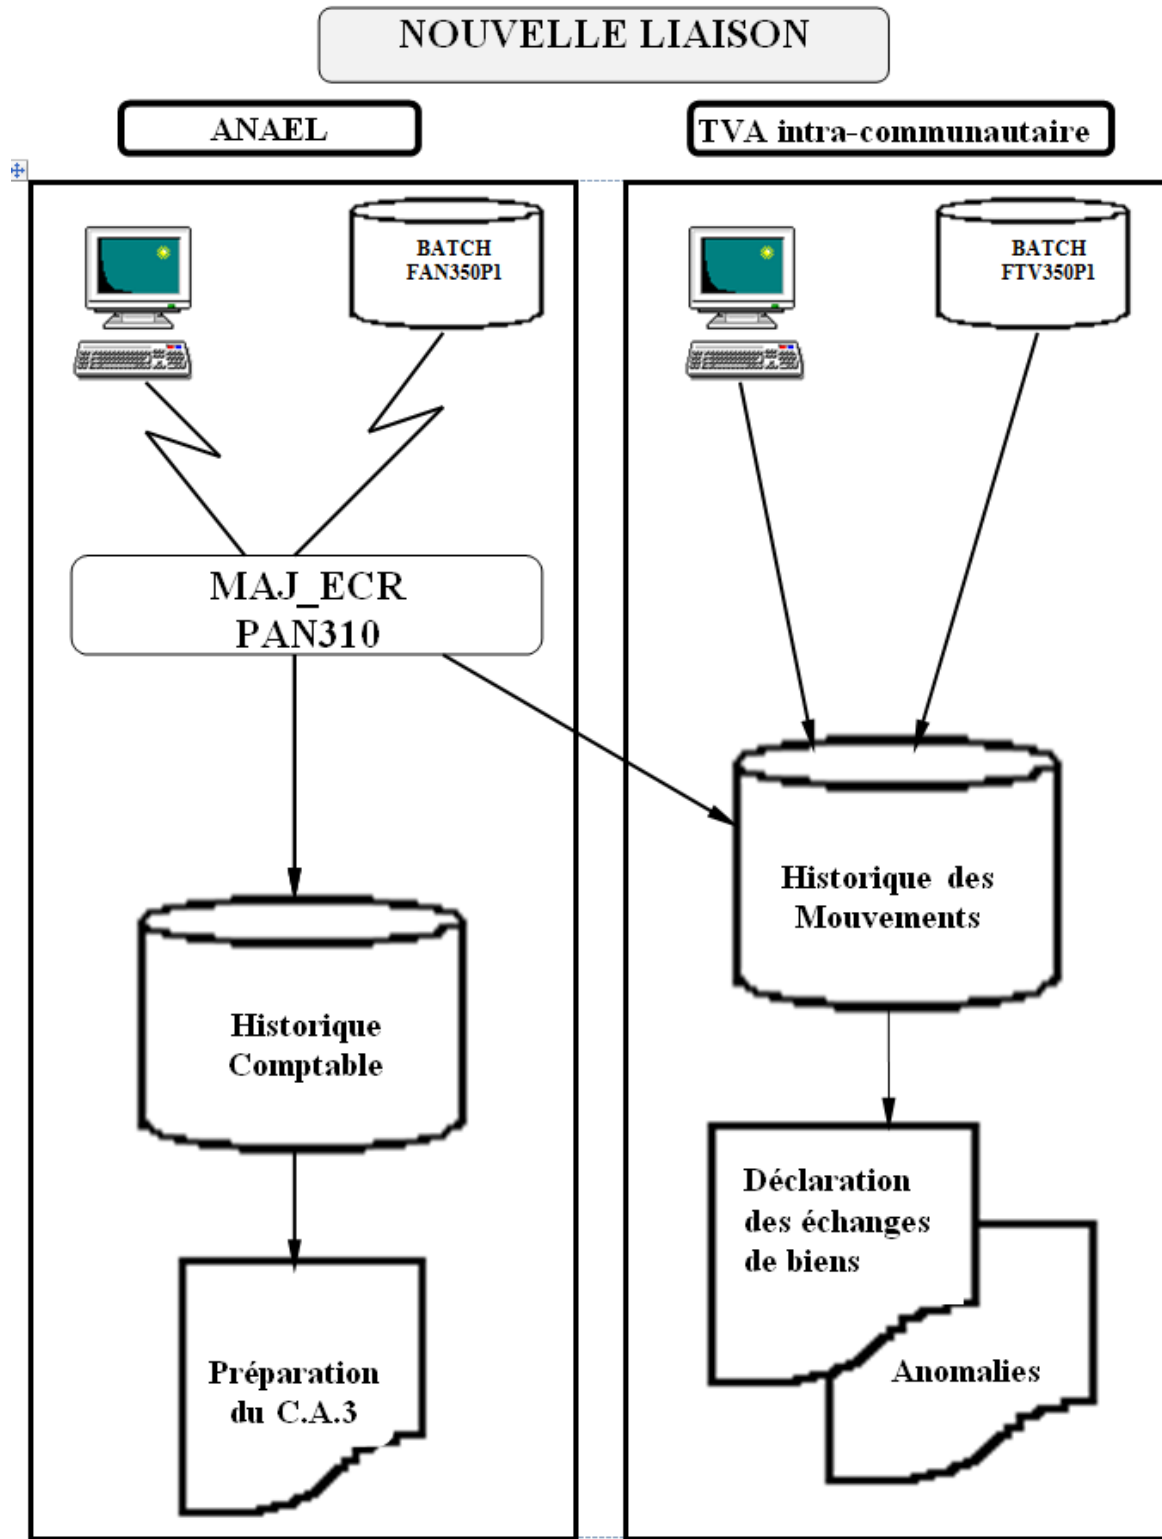 NOUVELLE LIAISON
ANAEL
TVA intra-communautaire
BATCH
FAN350P1
BATCH
FTV350P1
MAJ_ECR
PAN310
Historique des
Mouvements
Historique
Comptable
Déclaration
des échanges
de biens
Anomalies
Préparation
du C.A.3